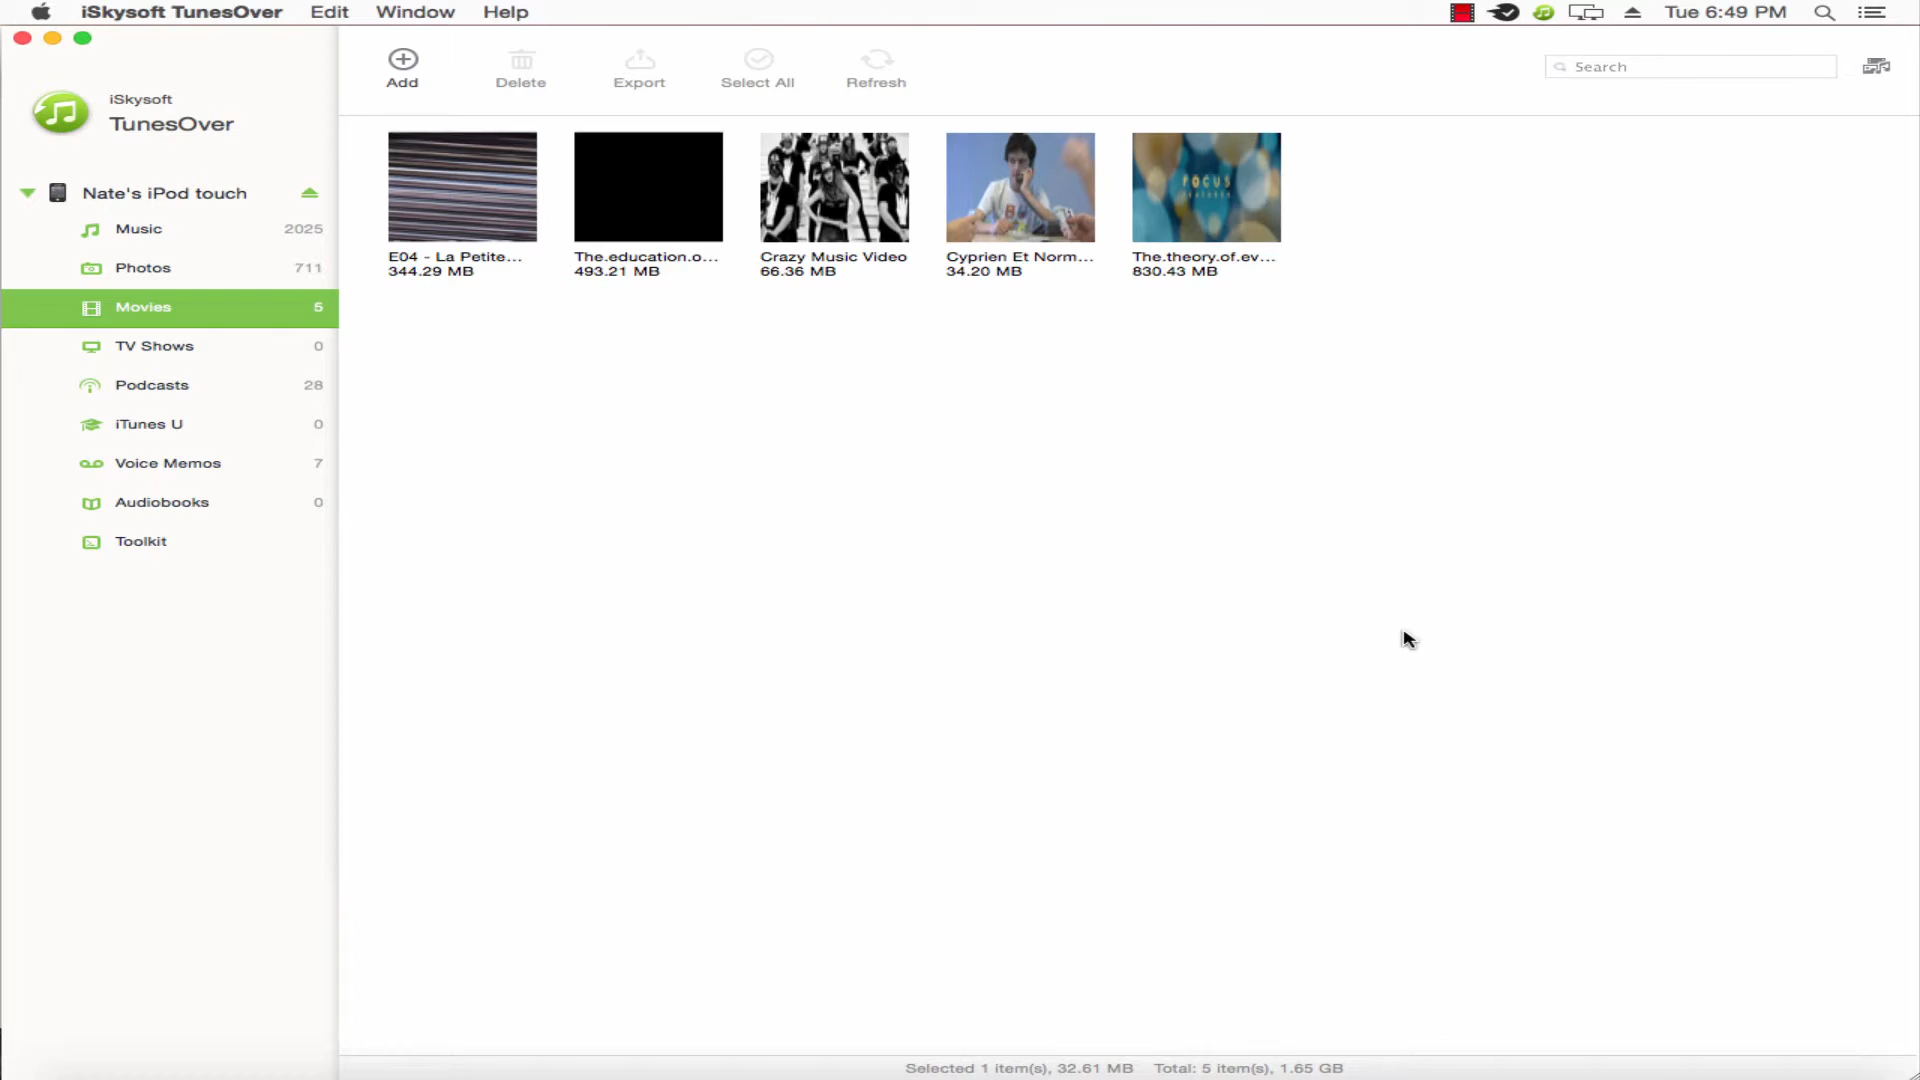 iSkysoft TunesOver Edit Window Help Tue 6:49 PM
Add Delete Export Select All Refresh Search
iSkysoft
TunesOver
Nate's iPod touch
Music 2025
Photos 711
Movies 5
TV Shows 0
Podcasts 28
iTunes U 0
Voice Memos 7
Audiobooks 0
Toolkit
FOCUS
E04 - La Petite... The.education.o... Crazy Music Video Cyprien Et Norm... The.theory.of.ev...
344.29 MB 493.21 MB 66.36 MB 34.20 MB 830.43 MB
Selected 1 item(s), 32.61 MB Total: 5 item(s), 1.65 GB